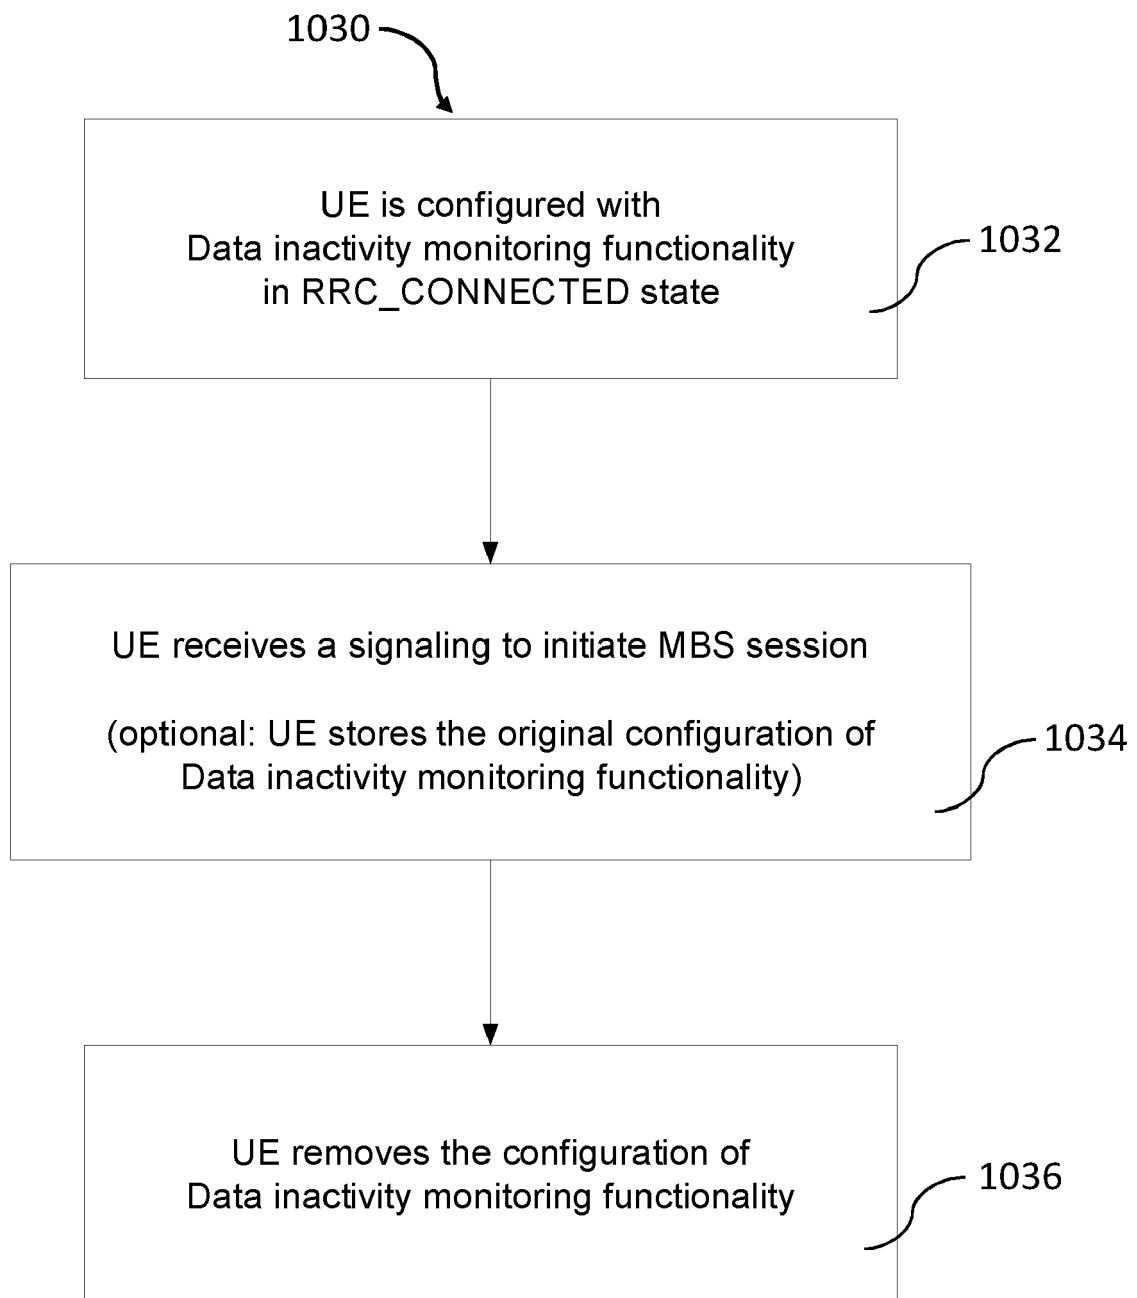 1030
UE is configured with
Data inactivity monitoring functionality
in RRC_CONNECTED state
1032
UE receives a signaling to initiate MBS session
(optional: UE stores the original configuration of
Data inactivity monitoring functionality)
1034
UE removes the configuration of
Data inactivity monitoring functionality
1036